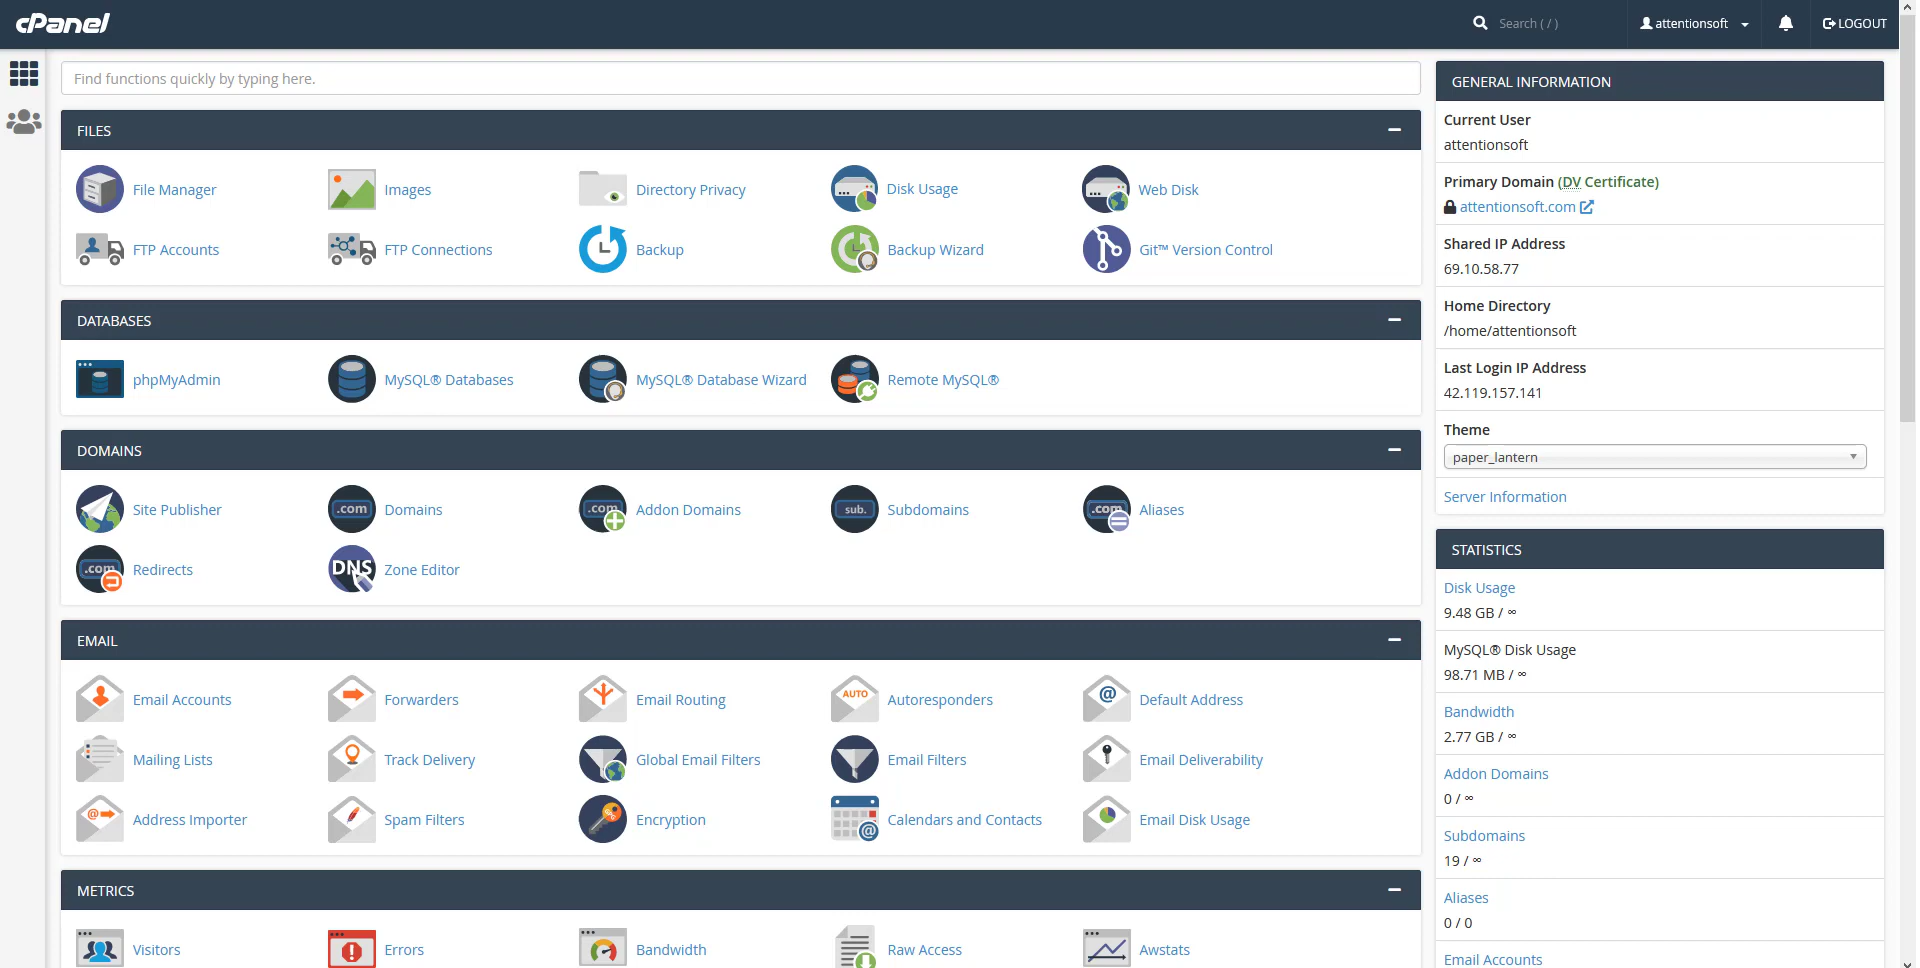 cPanel
Search ( / )
attentionsoft
LOGOUT
Find functions quickly by typing here.
FILES
File Manager
Images
Directory Privacy
Disk Usage
Web Disk
FTP Accounts
FTP Connections
Backup
Backup Wizard
Git™ Version Control
DATABASES
phpMyAdmin
MySQL® Databases
MySQL® Database Wizard
Remote MySQL®
DOMAINS
Site Publisher
.com
Domains
.com
Addon Domains
sub.
Subdomains
.com
Aliases
.com
Redirects
DNS
Zone Editor
EMAIL
Email Accounts
Forwarders
Email Routing
AUTO
Autoresponders
@
Default Address
Mailing Lists
Track Delivery
Global Email Filters
Email Filters
Email Deliverability
@
Address Importer
Spam Filters
Encryption
@
Calendars and Contacts
Email Disk Usage
METRICS
Visitors
Errors
Bandwidth
Raw Access
Awstats
GENERAL INFORMATION
Current User
attentionsoft
Primary Domain (DV Certificate)
attentionsoft.com
Shared IP Address
69.10.58.77
Home Directory
/home/attentionsoft
Last Login IP Address
42.119.157.141
Theme
paper_lantern
Server Information
STATISTICS
Disk Usage
9.48 GB / ∞
MySQL® Disk Usage
98.71 MB / ∞
Bandwidth
2.77 GB / ∞
Addon Domains
0 / ∞
Subdomains
19 / ∞
Aliases
0 / 0
Email Accounts